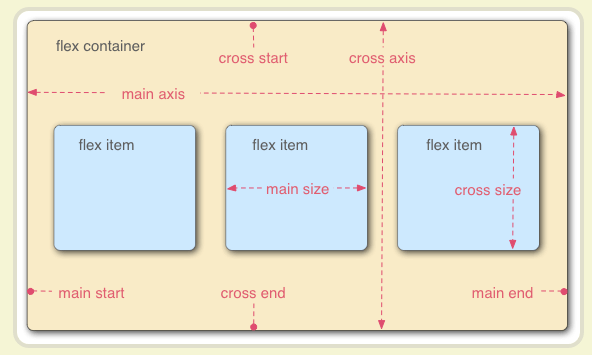 flex container
cross start
cross axis
main axis
flex item
flex item
flex item
main size
cross size
main start
cross end
main end